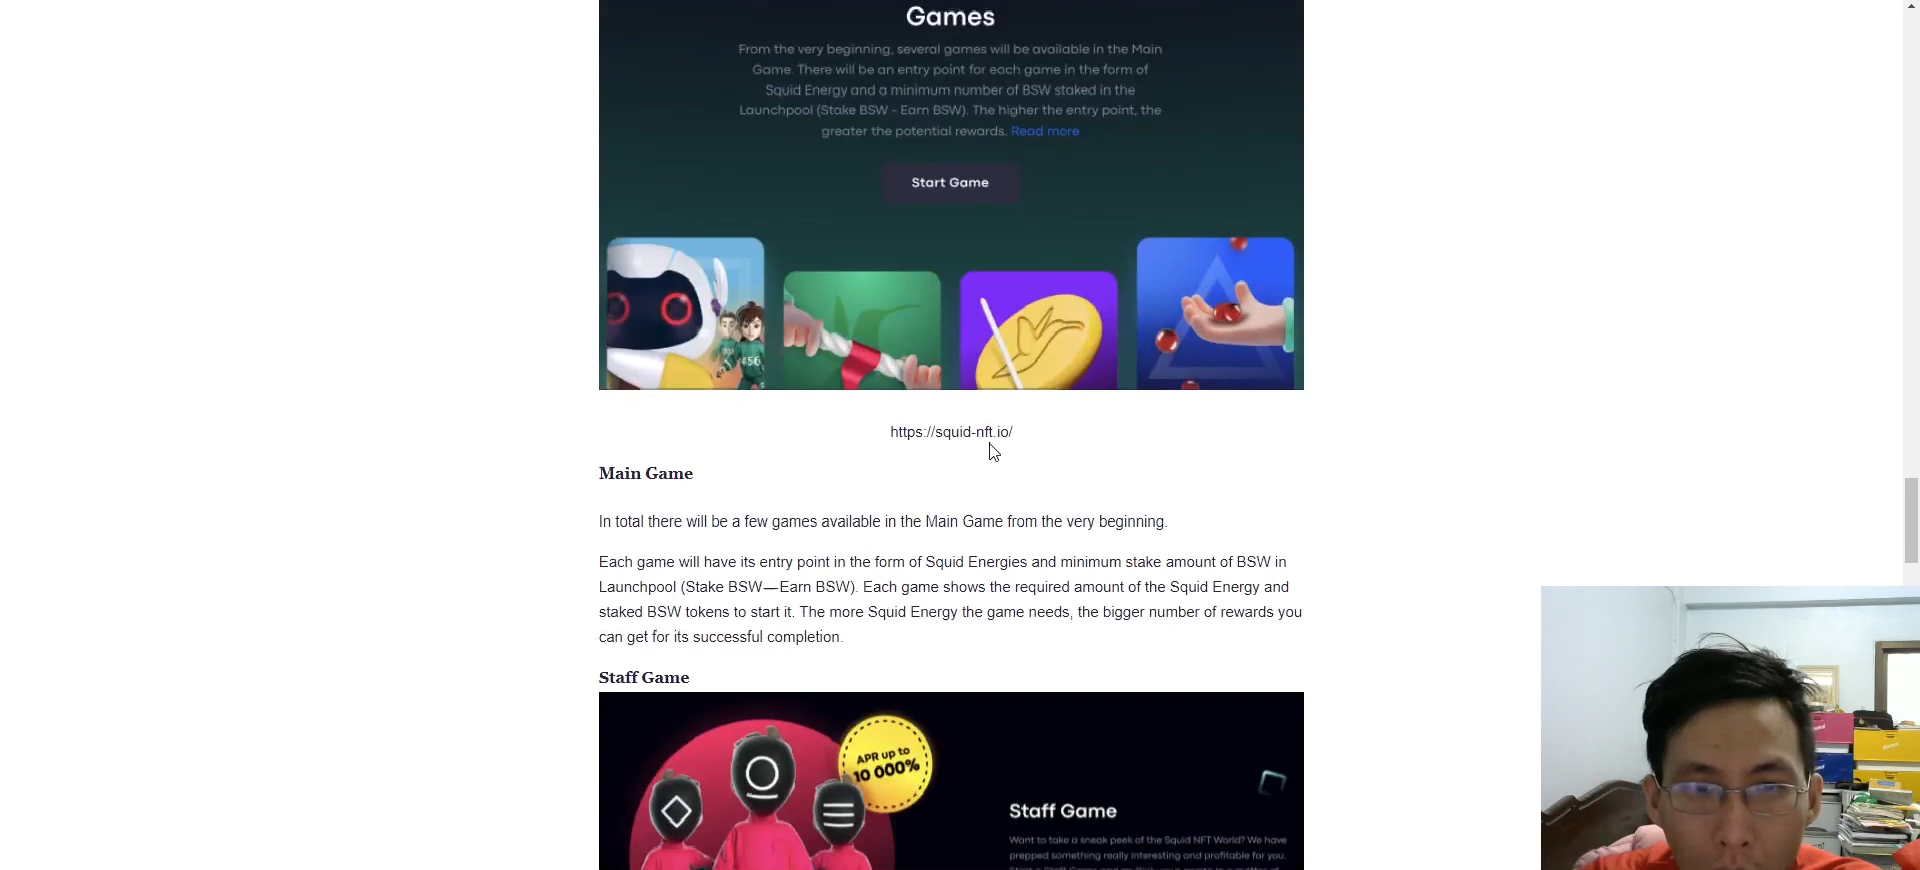 Games
From the very beginning, several games will be available in the Main
Game. There will be an entry point for each game in the form of
Squid Energy and a minimum number of BSW staked in the
Launchpool (Stake BSW - Earn BSW). The higher the entry point, the
greater the potential rewards. Read more
Start Game
456
https://squid-nft.io/
Main Game
In total there will be a few games available in the Main Game from the very beginning.
Each game will have its entry point in the form of Squid Energies and minimum stake amount of BSW in
Launchpool (Stake BSW—Earn BSW). Each game shows the required amount of the Squid Energy and
staked BSW tokens to start it. The more Squid Energy the game needs, the bigger number of rewards you
can get for its successful completion.
Staff Game
APR up to
10 000%
Staff Game
Want to take a sneak peek of the Squid NFT World? We have
prepped something really interesting and profitable for you.